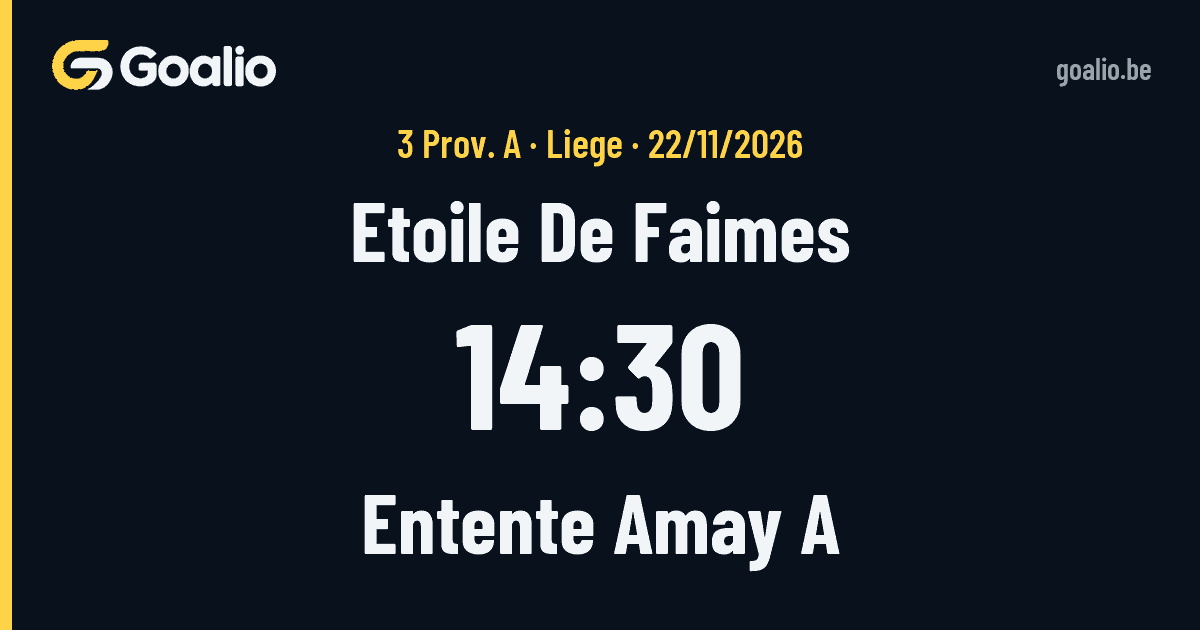 Goalio
goalio.be
3 Prov. A · Liege · 22/11/2026
Etoile De Faimes
14:30
Entente Amay A